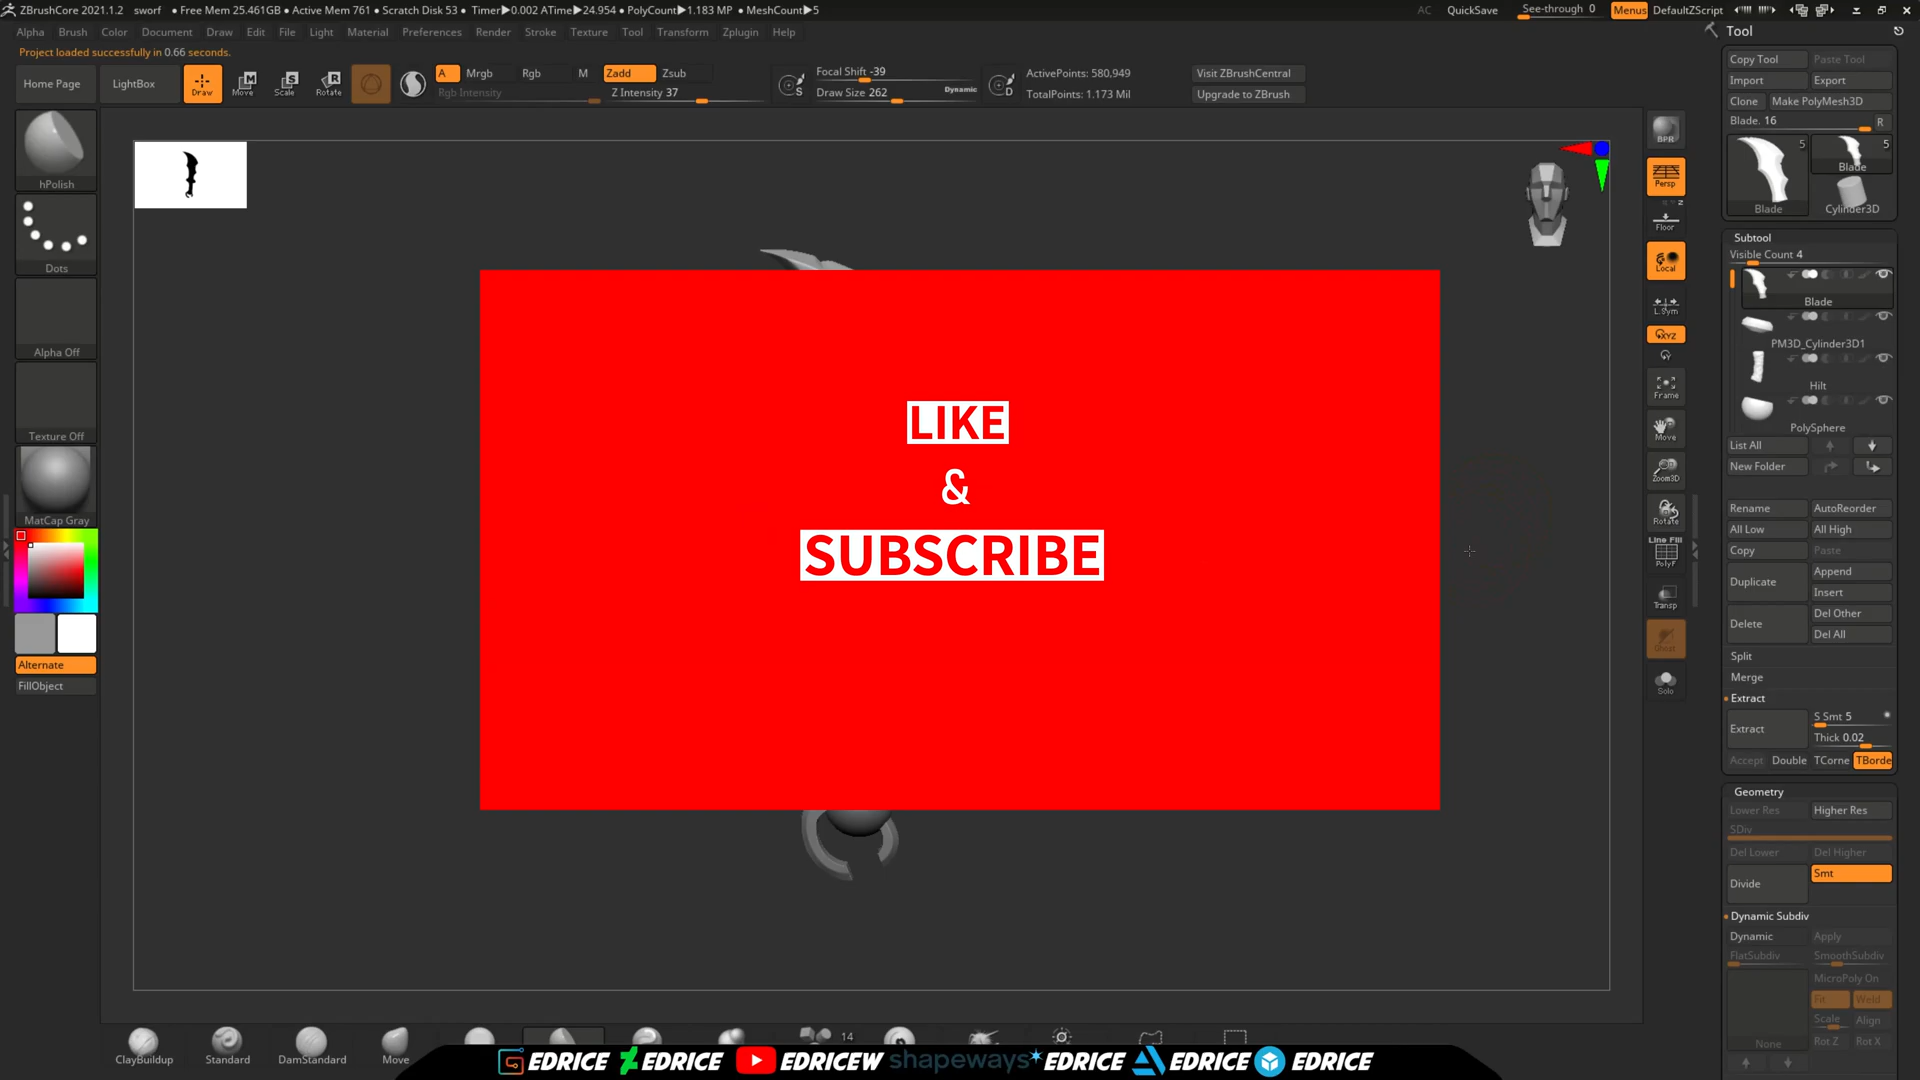 ZBrushCore 2021.1.2 sworf • Free Mem 25.461GB • Active Mem 761 • Scratch Disk 53 • Timer▶0.002 ATime▶24.954 • PolyCount▶1.183 MP • MeshCount▶5 AC QuickSave See-through 0 Menus DefaultZScript
Alpha Brush Color Document Draw Edit File Light Material Preferences Render Stroke Texture Tool Transform Zplugin Help
Project loaded successfully in 0.66 seconds.
Home Page LightBox Draw Move Scale Rotate
A Mrgb Rgb M Zadd Zsub
Rgb Intensity Z Intensity 37
Focal Shift -39
Draw Size 262 Dynamic
S D
ActivePoints: 580,949
TotalPoints: 1.173 Mil
Visit ZBrushCentral
Upgrade to ZBrush
hPolish
Dots
Alpha Off
Texture Off
MatCap Gray
Alternate
FillObject
LIKE
&
SUBSCRIBE
BPR
Persp
Floor
Local
L.Sym
XYZ
Y
Frame
Move
Zoom3D
Rotate
Line Fill
PolyF
Transp
Ghost
Solo
Tool
Copy Tool Paste Tool
Import Export
Clone Make PolyMesh3D
Blade. 16 R
5 5
Blade
Blade Cylinder3D
Subtool
Visible Count 4
Blade
PM3D_Cylinder3D1
Hilt
PolySphere
List All
New Folder
Rename AutoReorder
All Low All High
Copy Paste
Duplicate Append
Insert
Delete Del Other
Del All
Split
Merge
Extract
Extract S Smt 5
Thick 0.02
Accept Double TCorne TBorde
Geometry
Lower Res Higher Res
SDiv
Del Lower Del Higher
Divide Smt
Dynamic Subdiv
Dynamic Apply
FlatSubdiv SmoothSubdiv
MicroPoly On
Fit Weld
Scale Align
None Rot Z Rot X
ClayBuildup Standard DamStandard Move 14
EDRICE EDRICE EDRICEW shapeways EDRICE EDRICE EDRICE